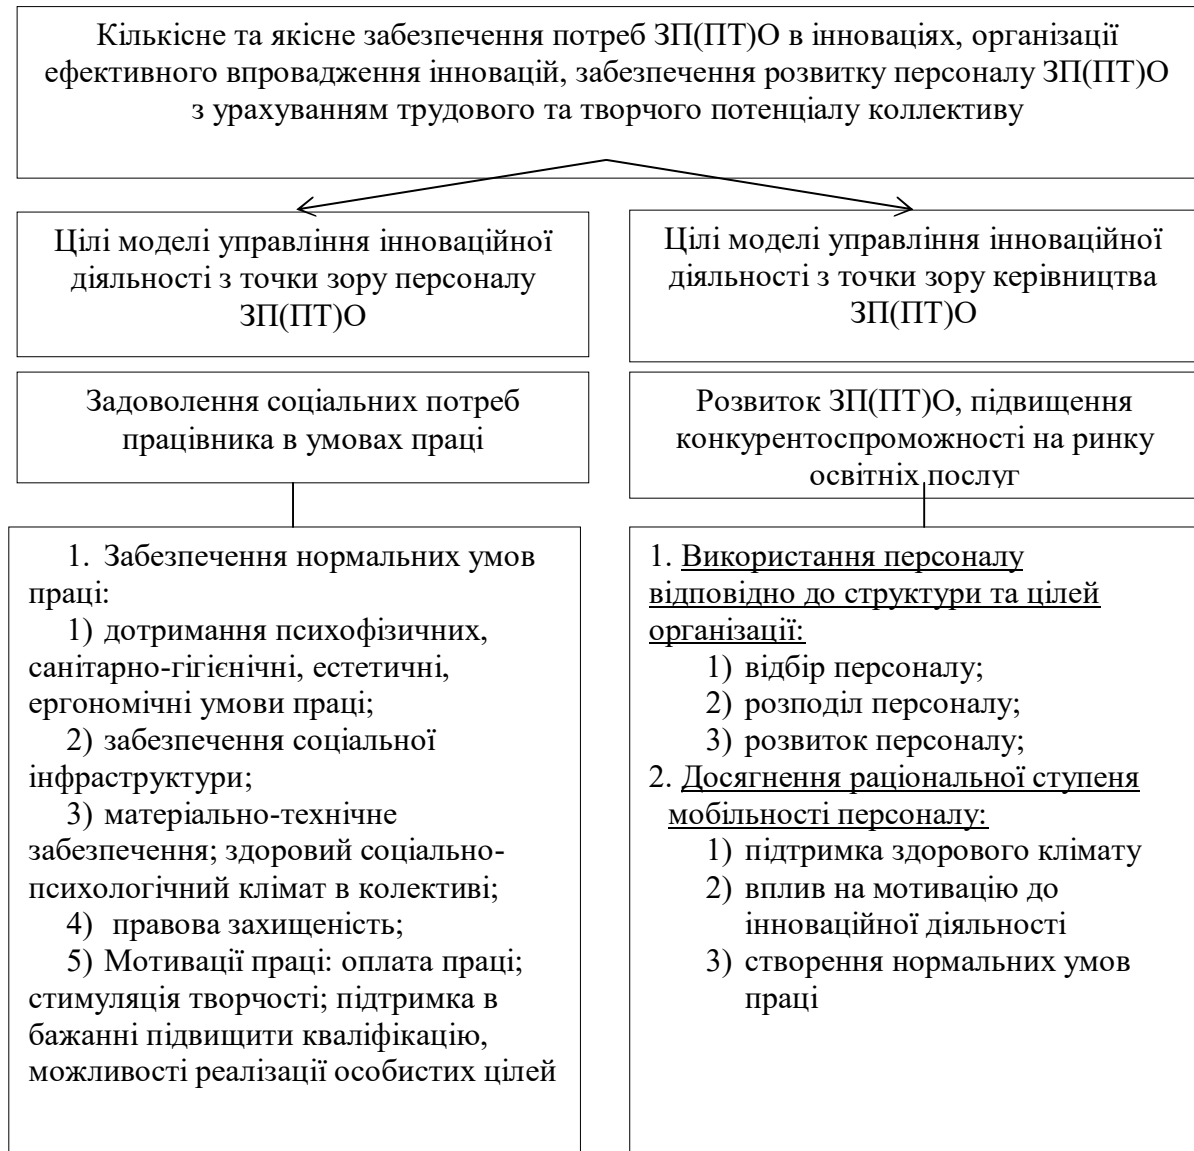 Кількісне та якісне забезпечення потреб ЗП(ПТ)О в інноваціях, організації
ефективного впровадження інновацій, забезпечення розвитку персоналу ЗП(ПТ)О
з урахуванням трудового та творчого потенціалу коллективу
Цілі моделі управління інноваційної
діяльності з точки зору персоналу
ЗП(ПТ)О
Цілі моделі управління інноваційної
діяльності з точки зору керівництва
ЗП(ПТ)О
Задоволення соціальних потреб
працівника в умовах праці
Розвиток ЗП(ПТ)О, підвищення
конкурентоспроможності на ринку
освітніх послуг
1. Забезпечення нормальних умов
праці:
1) дотримання психофізичних,
санітарно-гігієнічні, естетичні,
ергономічні умови праці;
2) забезпечення соціальної
інфраструктури;
3) матеріально-технічне
забезпечення; здоровий соціально-
психологічний клімат в колективі;
4) правова захищеність;
5) Мотивації праці: оплата праці;
стимуляція творчості; підтримка в
бажанні підвищити кваліфікацію,
можливості реалізації особистих цілей
1. Використання персоналу
відповідно до структури та цілей
організації:
1) відбір персоналу;
2) розподіл персоналу;
3) розвиток персоналу;
2. Досягнення раціональної ступеня
мобільності персоналу:
1) підтримка здорового клімату
2) вплив на мотивацію до
інноваційної діяльності
3) створення нормальних умов
праці